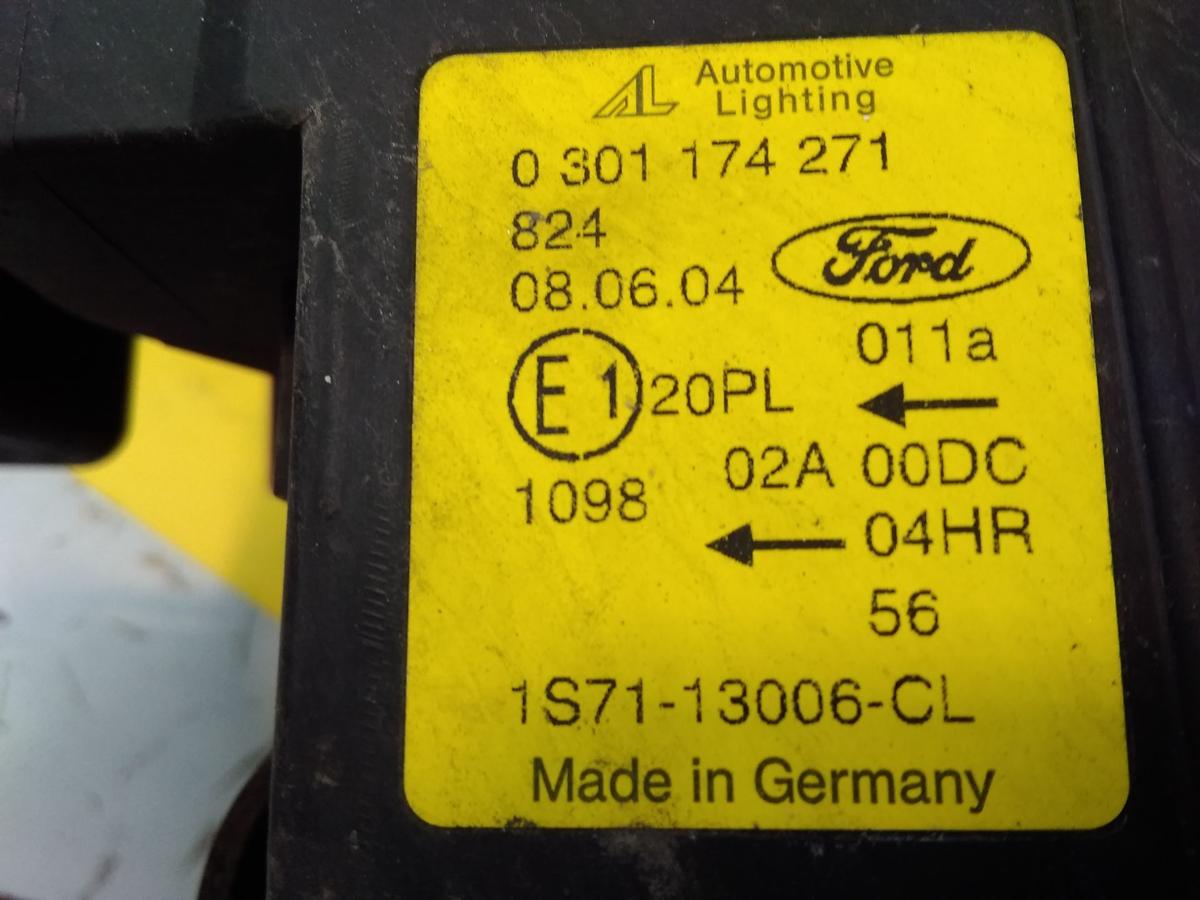 AL Automotive
Lighting
0 301 174 271
824
08.06.04
Ford
011a
E 1 20PL ←
02A 00DC
1098
← 04HR
56
1S71-13006-CL
Made in Germany